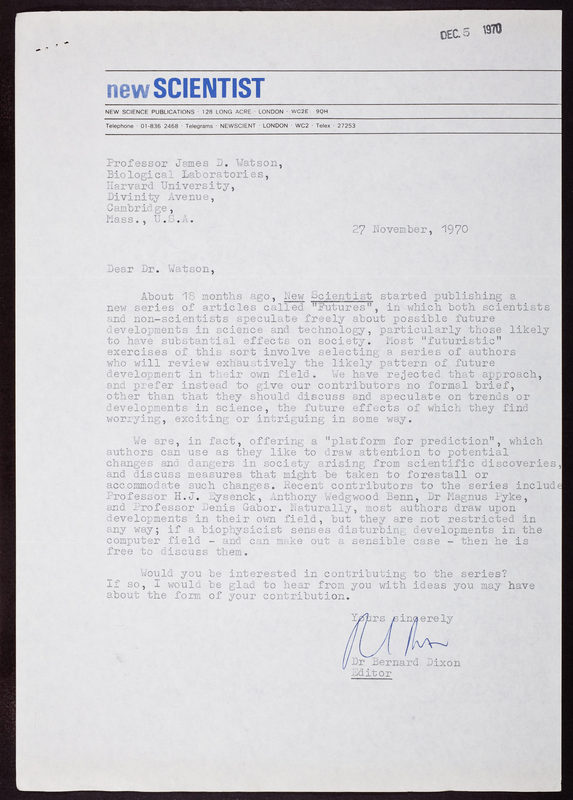 DEC. 5 1970
new SCIENTIST
NEW SCIENCE PUBLICATIONS · 128 LONG ACRE · LONDON · WC2E · 9QH
Telephone · 01-836 2468 · Telegrams · NEWSCIENT · LONDON · WC2 · Telex · 27253
Professor James D. Watson,
Biological Laboratories,
Harvard University,
Divinity Avenue,
Cambridge,
Mass., U.S.A.
27 November, 1970
Dear Dr. Watson,
About 18 months ago, New Scientist started publishing a
new series of articles called "Futures", in which both scientists
and non-scientists speculate freely about possible future
developments in science and technology, particularly those likely
to have substantial effects on society. Most "futuristic"
exercises of this sort involve selecting a series of authors
who will review exhaustively the likely pattern of future
development in their own field. We have rejected that approach,
and prefer instead to give our contributors no formal brief,
other than that they should discuss and speculate on trends or
developments in science, the future effects of which they find
worrying, exciting or intriguing in some way.
We are, in fact, offering a "platform for prediction", which
authors can use as they like to draw attention to potential
changes and dangers in society arising from scientific discoveries,
and discuss measures that might be taken to forestall or
accommodate such changes. Recent contributors to the series include
Professor H.J. Eysenck, Anthony Wedgwood Benn, Dr Magnus Pyke,
and Professor Denis Gabor. Naturally, most authors draw upon
developments in their own field, but they are not restricted in
any way; if a biophysicist senses disturbing developments in the
computer field - and can make out a sensible case - then he is
free to discuss them.
Would you be interested in contributing to the series?
If so, I would be glad to hear from you with ideas you may have
about the form of your contribution.
Yours sincerely
Dr Bernard Dixon
Editor